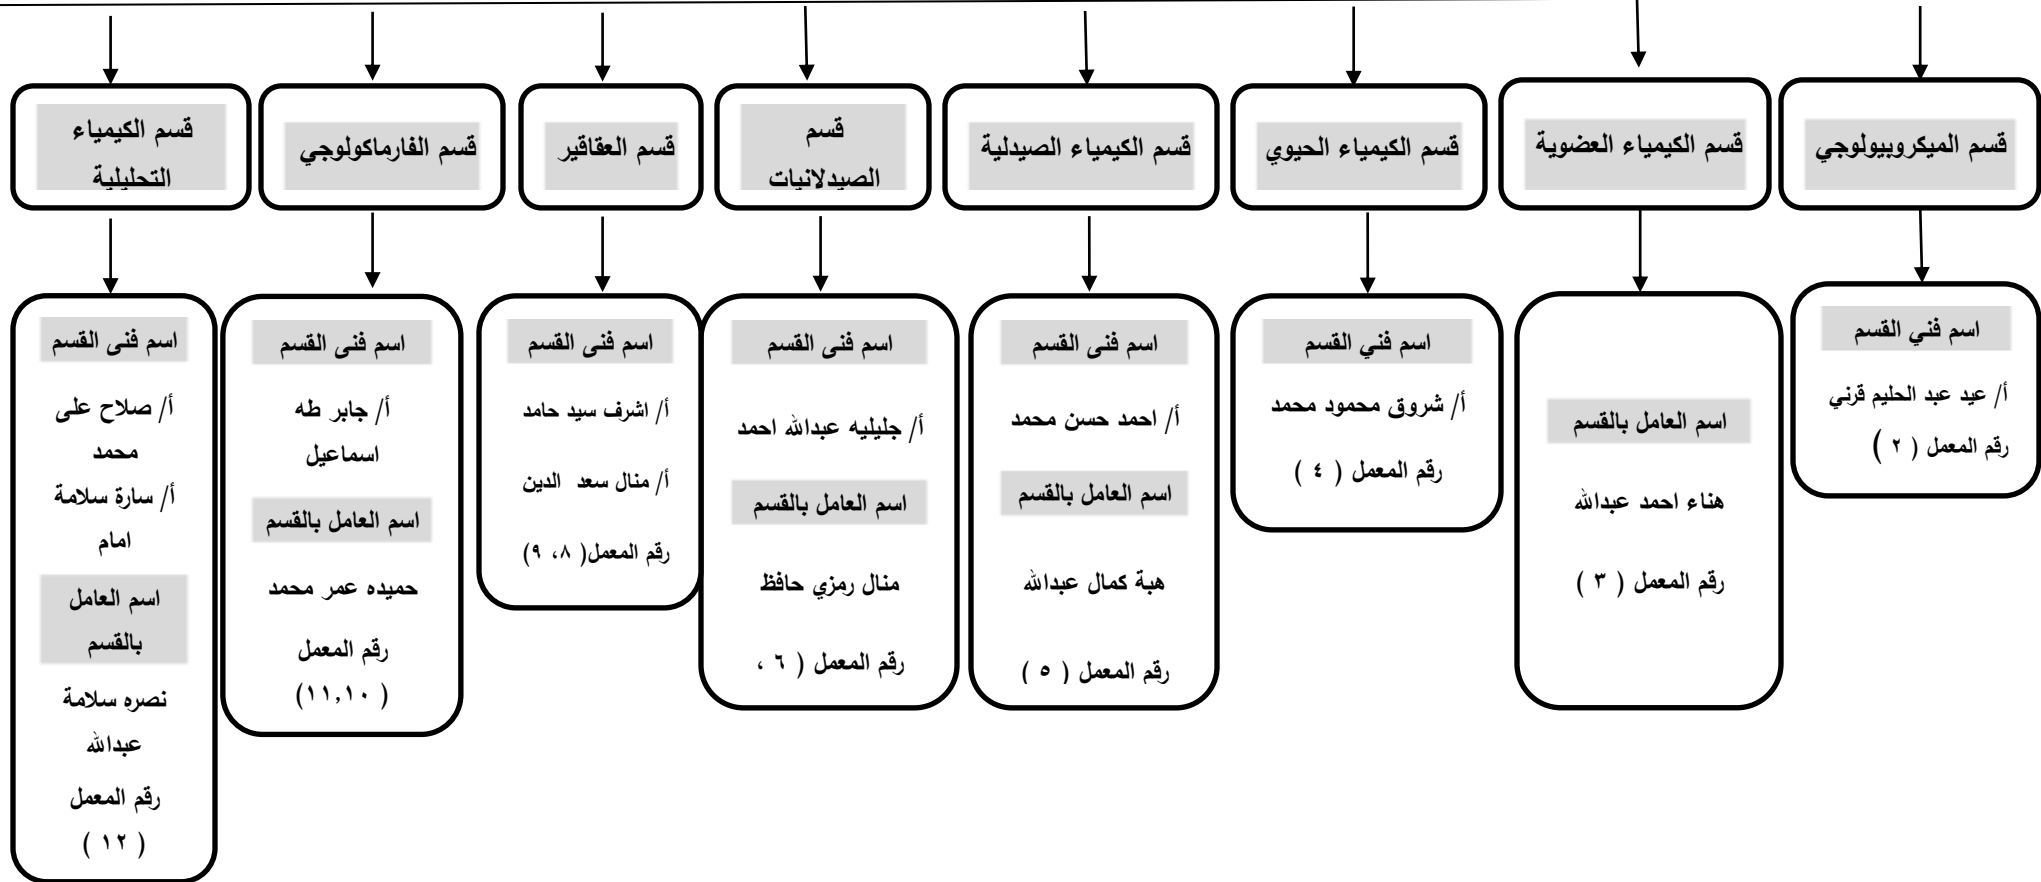 قسم الميكروبيولوجي
قسم الكيمياء العضوية
قسم الكيمياء الحيوي
قسم الكيمياء الصيدلية
قسم
الصيدلانيات
قسم العقاقير
قسم الفارماكولوجي
قسم الكيمياء
التحليلية
اسم فني القسم
أ/ عيد عبد الحليم قرني
رقم المعمل ( ٢ )
اسم العامل بالقسم
هناء احمد عبدالله
رقم المعمل ( ٣ )
اسم فني القسم
أ/ شروق محمود محمد
رقم المعمل ( ٤ )
اسم فنى القسم
أ/ احمد حسن محمد
اسم العامل بالقسم
هبة كمال عبدالله
رقم المعمل ( ٥ )
اسم فنى القسم
أ/ جليليه عبدالله احمد
اسم العامل بالقسم
منال رمزي حافظ
رقم المعمل ( ٦ ،
اسم فنى القسم
أ/ اشرف سيد حامد
أ/ منال سعد الدين
رقم المعمل( ٨، ٩)
اسم فنى القسم
أ/ جابر طه
اسماعيل
اسم العامل بالقسم
حميده عمر محمد
رقم المعمل
(١١,١٠ )
اسم فنى القسم
أ/ صلاح على
محمد
أ/ سارة سلامة
امام
اسم العامل
بالقسم
نصره سلامة
عبدالله
رقم المعمل
( ١٢ )